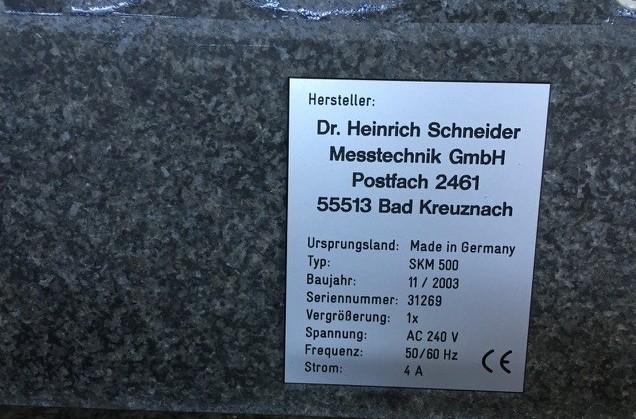 Hersteller:
Dr. Heinrich Schneider
Messtechnik GmbH
Postfach 2461
55513 Bad Kreuznach
Ursprungsland: Made in Germany
Typ: SKM 500
Baujahr: 11 / 2003
Seriennummer: 31269
Vergrößerung: 1x
Spannung: AC 240 V
Frequenz: 50/60 Hz
Strom: 4 A
CE